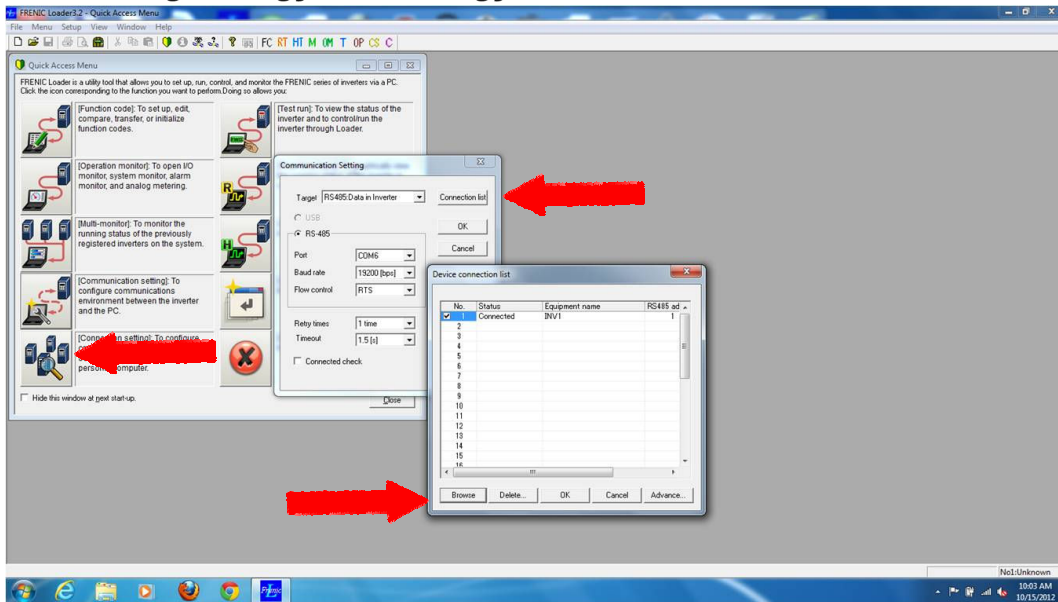 FRENIC Loader3.2 - Quick Access Menu
File Menu Setup View Window Help
FC RT HT M OM T OP CS C
Quick Access Menu
FRENIC Loader is a utility tool that allows you to set up, run, control, and monitor the FRENIC series of inverters via a PC.
Click the icon corresponding to the function you want to perform.Doing so allows you:
[Function code]: To set up, edit,
compare, transfer, or initialize
function codes.
[Test run]: To view the status of the
inverter and to control/run the
inverter through Loader.
[Operation monitor]: To open I/O
monitor, system monitor, alarm
monitor, and analog metering.
[Multi-monitor]: To monitor the
running status of the previously
registered inverters on the system.
[Communication setting]: To
configure communications
environment between the inverter
and the PC.
[Connection setting]: To configure
computer.
Hide this window at next start-up.
Close
Communication Setting
Target RS485:Data in Inverter
Connection list
USB
RS-485
OK
Cancel
Port COM6
Baud rate 19200 [bps]
Flow control RTS
Retry times 1 time
Timeout 1.5 [s]
Connected check
Device connection list
No. Status Equipment name RS485 ad
1 Connected INV1 1
2
3
4
5
6
7
8
9
10
11
12
13
14
15
16
Browse Delete... OK Cancel Advance...
No1:Unknown
Frenic
10:03 AM
10/15/2012